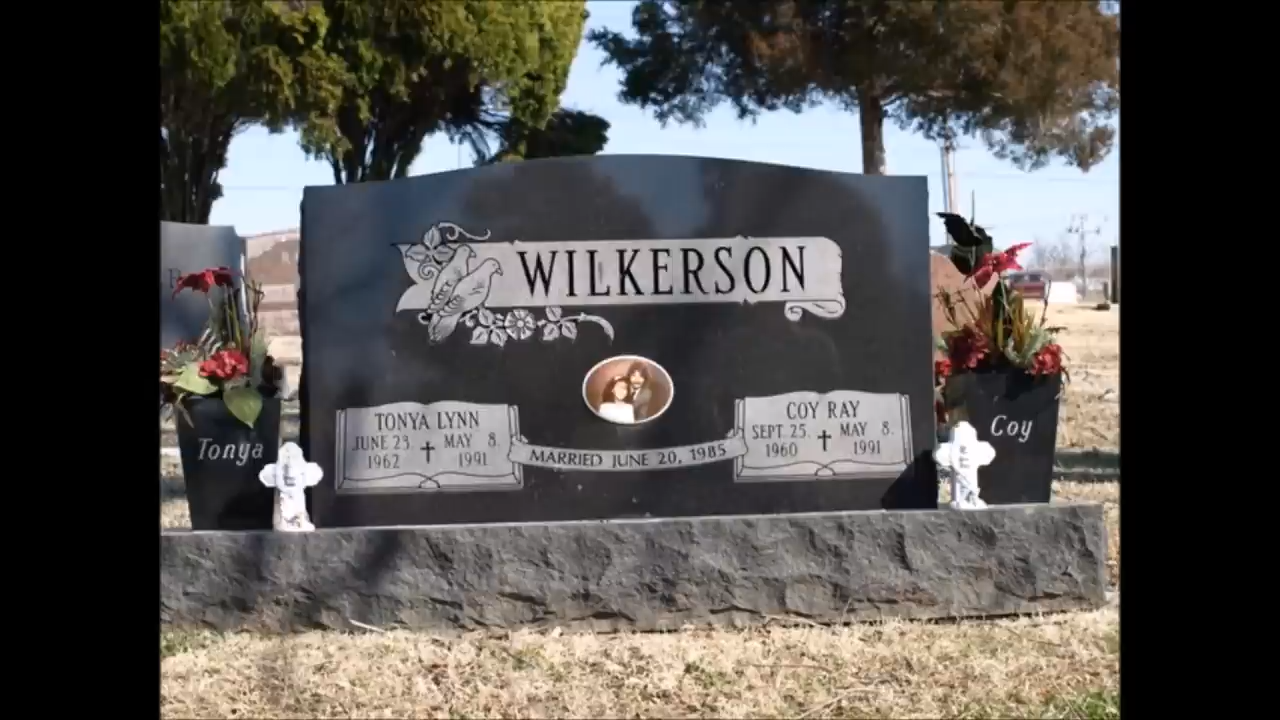 WILKERSON
TONYA LYNN
JUNE 23, MAY 8,
1962 1991
MARRIED JUNE 20, 1985
COY RAY
SEPT. 25, MAY 8,
1960 1991
Tonya
Coy